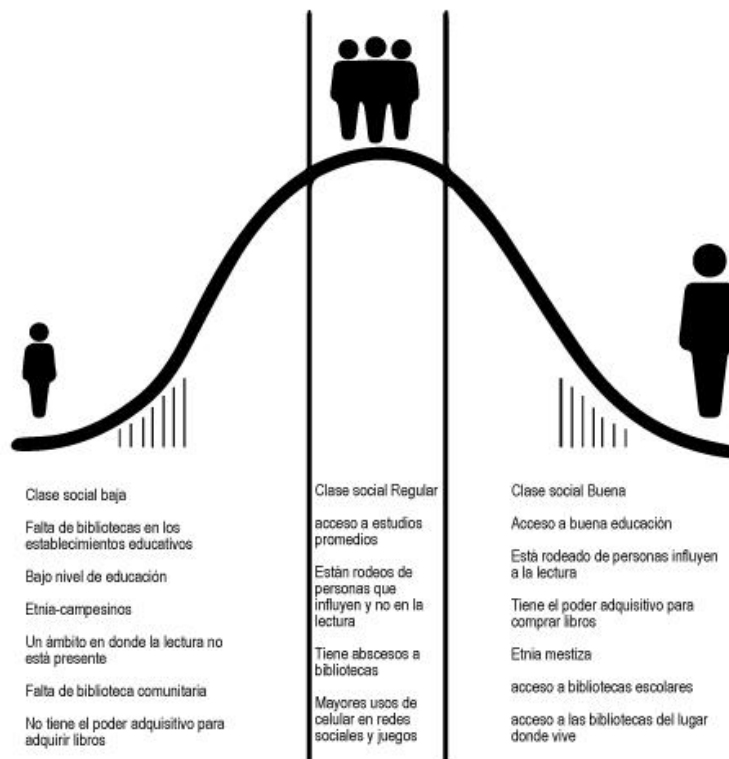 Clase social baja
Falta de bibliotecas en los
establecimientos educativos
Bajo nivel de educación
Etnia-campesinos
Un ámbito en donde la lectura no
está presente
Falta de biblioteca comunitaria
No tiene el poder adquisitivo para
adquirir libros
Clase social Regular
acceso a estudios
promedios
Están rodeos de
personas que
influyen y no en la
lectura
Tiene abscesos a
bibliotecas
Mayores usos de
celular en redes
sociales y juegos
Clase social Buena
Acceso a buena educación
Está rodeado de personas influyen
a la lectura
Tiene el poder adquisitivo para
comprar libros
Etnia mestiza
acceso a bibliotecas escolares
acceso a las bibliotecas del lugar
donde vive